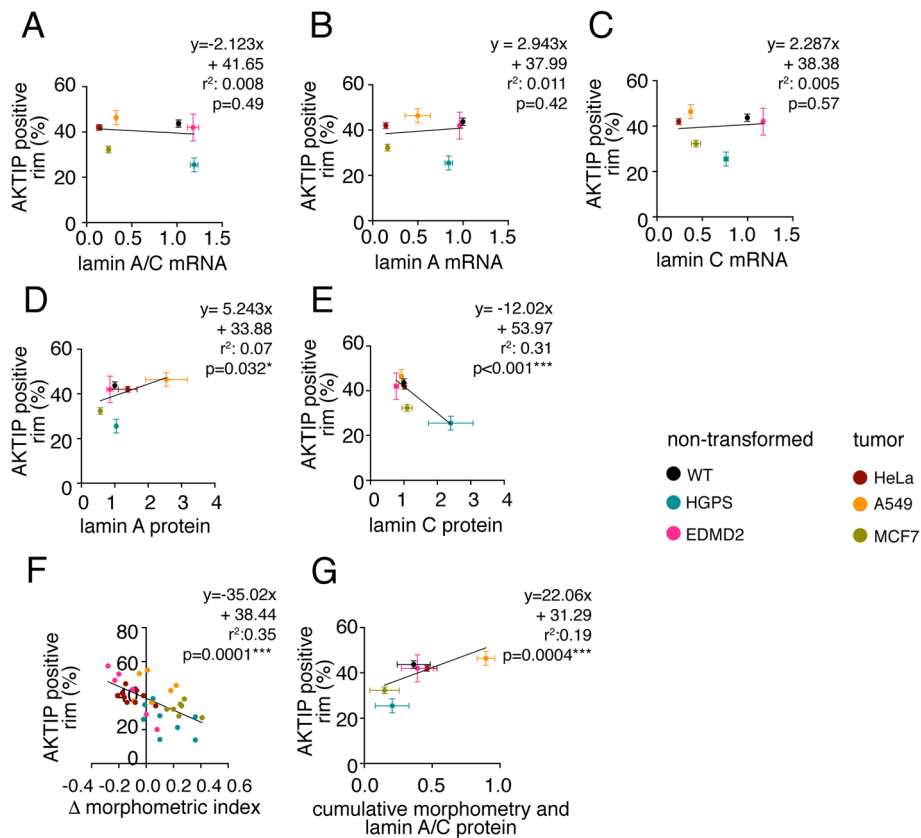 A
y=-2.123x
+ 41.65
r²: 0.008
p=0.49
AKTIP positive
rim (%)
60
40
20
0
0.0 0.5 1.0 1.5
lamin A/C mRNA
B
y = 2.943x
+ 37.99
r²: 0.011
p=0.42
AKTIP positive
rim (%)
60
40
20
0
0.0 0.5 1.0 1.5
lamin A mRNA
C
y= 2.287x
+ 38.38
r²: 0.005
p=0.57
AKTIP positive
rim (%)
60
40
20
0
0.0 0.5 1.0 1.5
lamin C mRNA
D
y= 5.243x
+ 33.88
r²: 0.07
p=0.032*
AKTIP positive
rim (%)
60
40
20
0
0 1 2 3 4
lamin A protein
E
y= -12.02x
+ 53.97
r²: 0.31
p<0.001***
AKTIP positive
rim (%)
60
40
20
0
0 1 2 3 4
lamin C protein
non-transformed
WT
HGPS
EDMD2
tumor
HeLa
A549
MCF7
F
y=-35.02x
+ 38.44
r²:0.35
p=0.0001***
AKTIP positive
rim (%)
80
60
40
20
0
-0.4 -0.2 0.0 0.2 0.4 0.6
Δ morphometric index
G
y=22.06x
+ 31.29
r²:0.19
p=0.0004***
AKTIP positive
rim (%)
60
40
20
0
0 0.5 1.0
cumulative morphometry and
lamin A/C protein